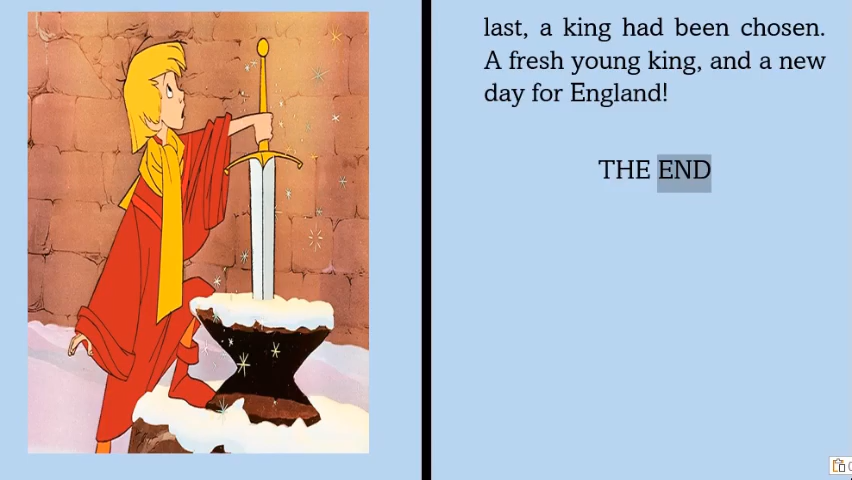 last, a king had been chosen.
A fresh young king, and a new
day for England!
THE END